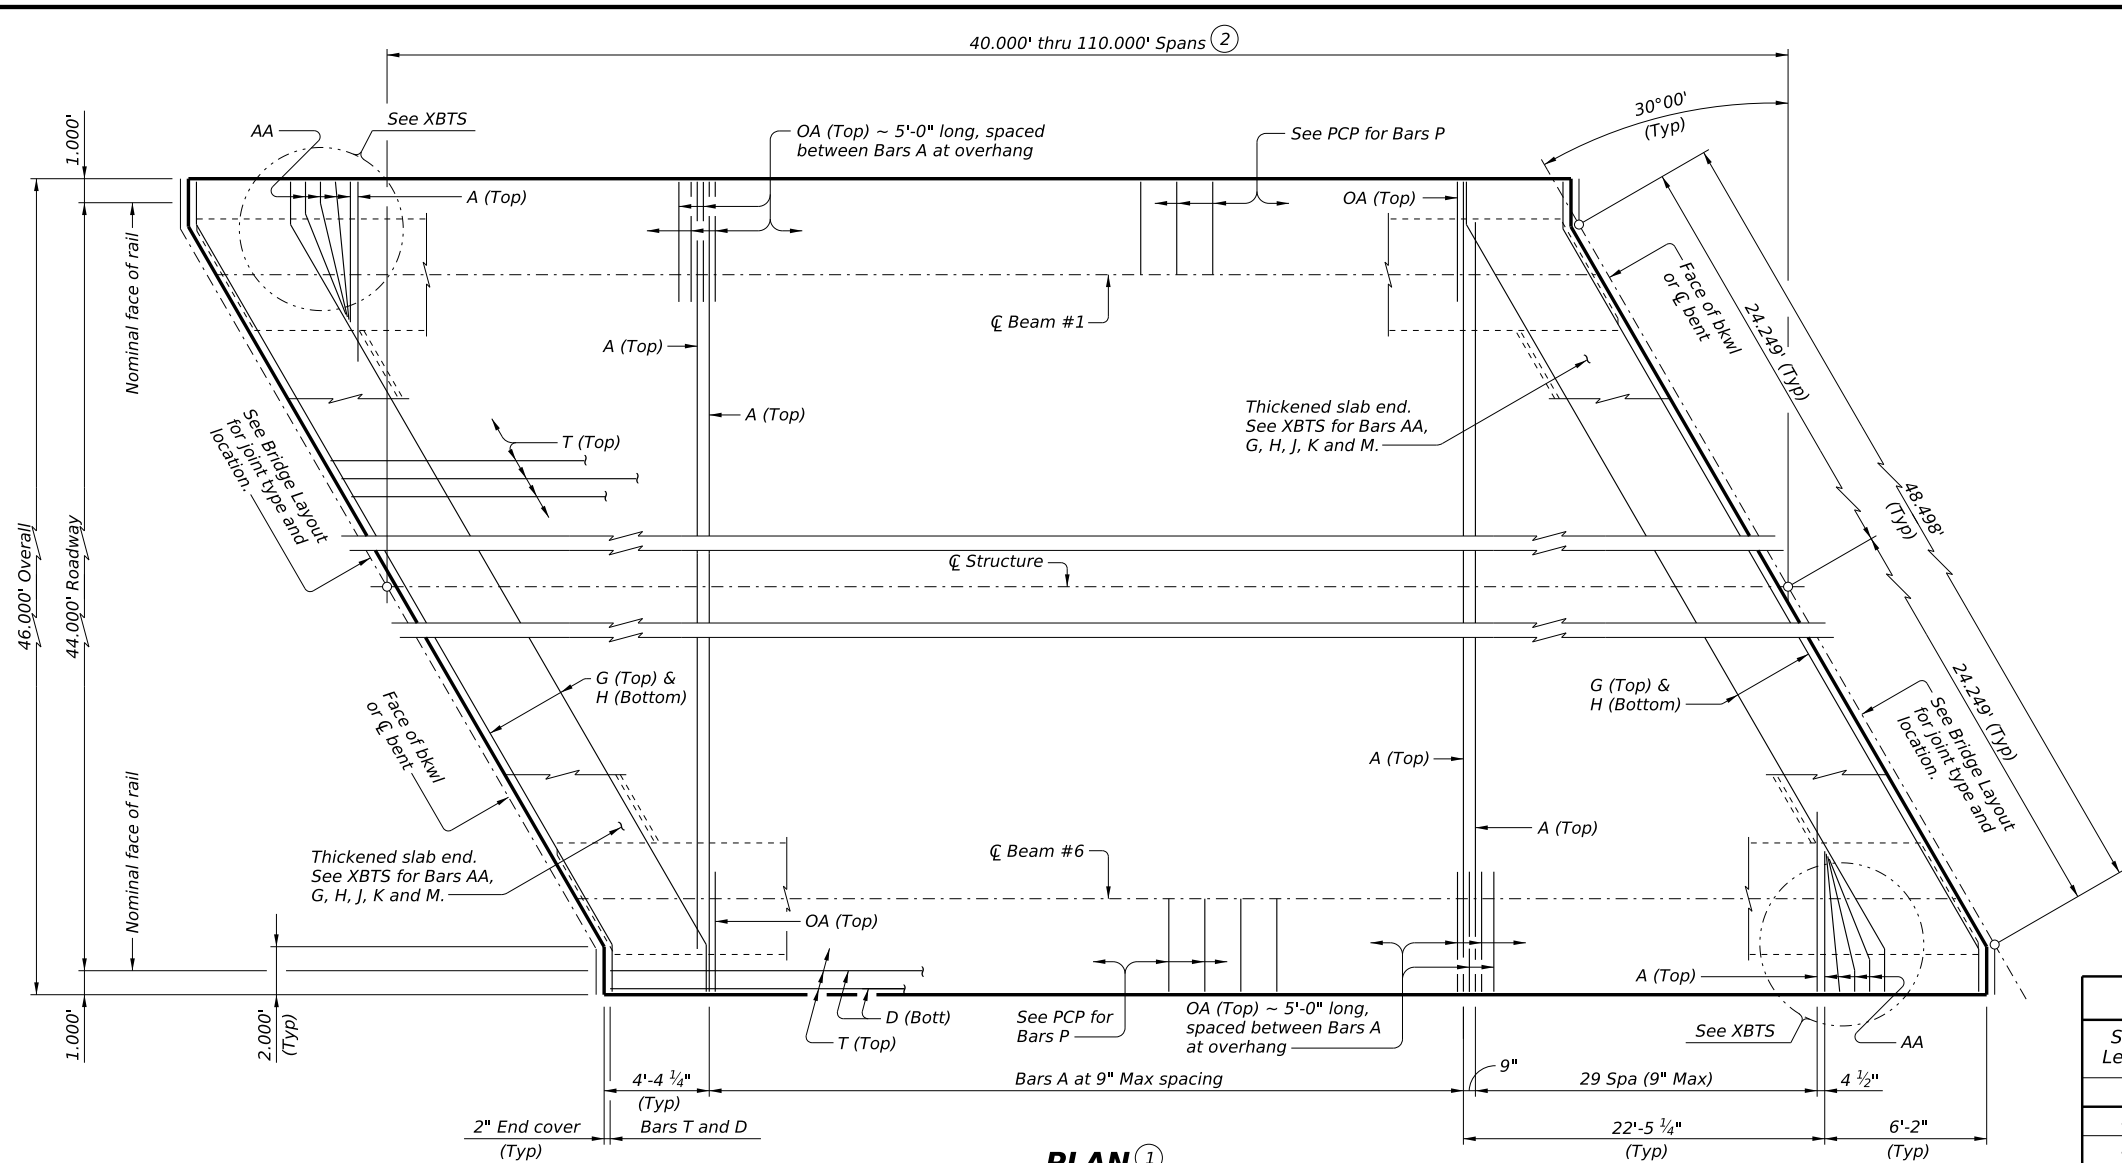 40.000' thru 110.000' Spans 2
30°00'
(Typ)
1.000'
AA
See XBTS
OA (Top) ~ 5'-0" long, spaced
between Bars A at overhang
See PCP for Bars P
A (Top)
OA (Top)
Nominal face of rail
℄ Beam #1
A (Top)
A (Top)
Face of bkwl
or ℄ bent
24.249' (Typ)
48.498'
(Typ)
Thickened slab end.
See XBTS for Bars AA,
G, H, J, K and M.
T (Top)
See Bridge Layout
for joint type and
location.
46.000' Overall
44.000' Roadway
℄ Structure
G (Top) &
H (Bottom)
G (Top) &
H (Bottom)
24.249' (Typ)
See Bridge Layout
for joint type and
location.
Face of bkwl
or ℄ bent
A (Top)
A (Top)
Nominal face of rail
Thickened slab end.
See XBTS for Bars AA,
G, H, J, K and M.
℄ Beam #6
OA (Top)
A (Top)
1.000'
2.000'
(Typ)
D (Bott)
T (Top)
See PCP for
Bars P
OA (Top) ~ 5'-0" long,
spaced between Bars A
at overhang
See XBTS
AA
4'-4 ¼"
(Typ)
Bars A at 9" Max spacing
9"
29 Spa (9" Max)
4 ½"
2" End cover
(Typ)
Bars T and D
22'-5 ¼"
(Typ)
6'-2"
(Typ)
PLAN 1